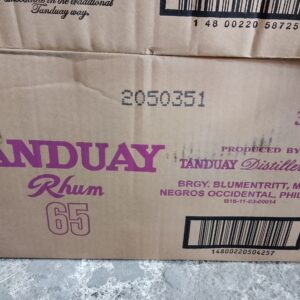 in the traditional
Tanduay way.
1 48 00220 58725
2050351
ANDUAY
Rhum
65
PRODUCED BY
TANDUAY
BRGY. BLUMENTRITT, M
NEGROS OCCIDENTAL, PHIL
14800220504257